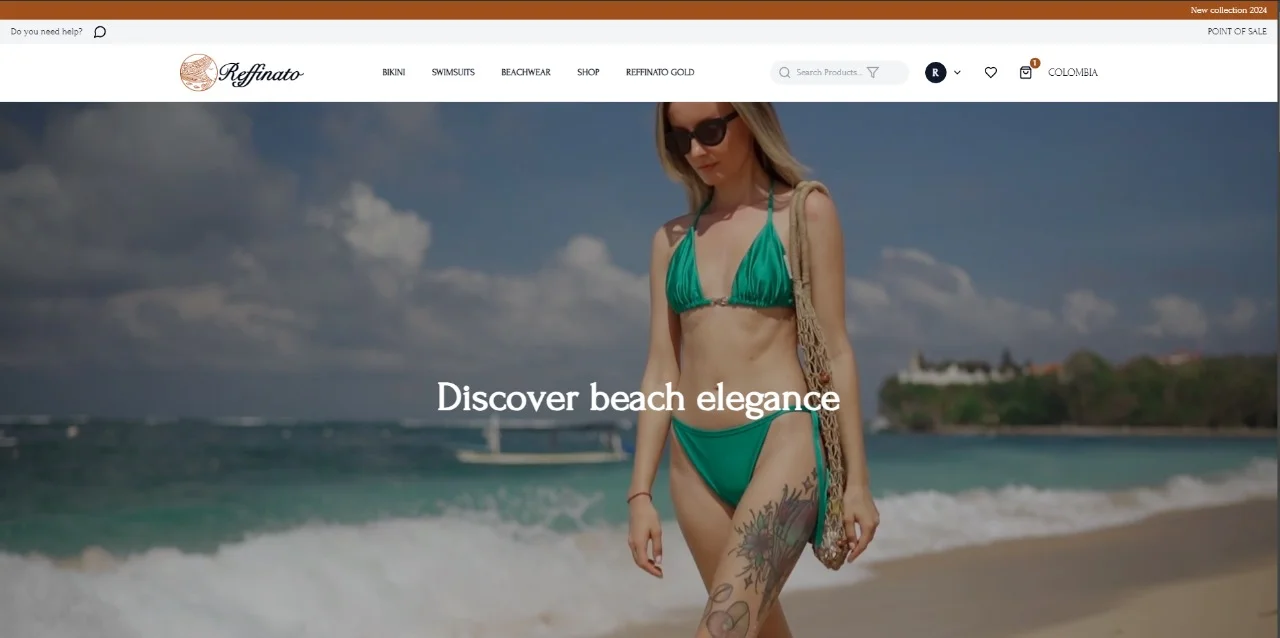 New collection 2024
Do you need help?
POINT OF SALE
Reffinato
BIKINI
SWIMSUITS
BEACHWEAR
SHOP
REFFINATO GOLD
Search Products...
R
1
COLOMBIA
Discover beach elegance